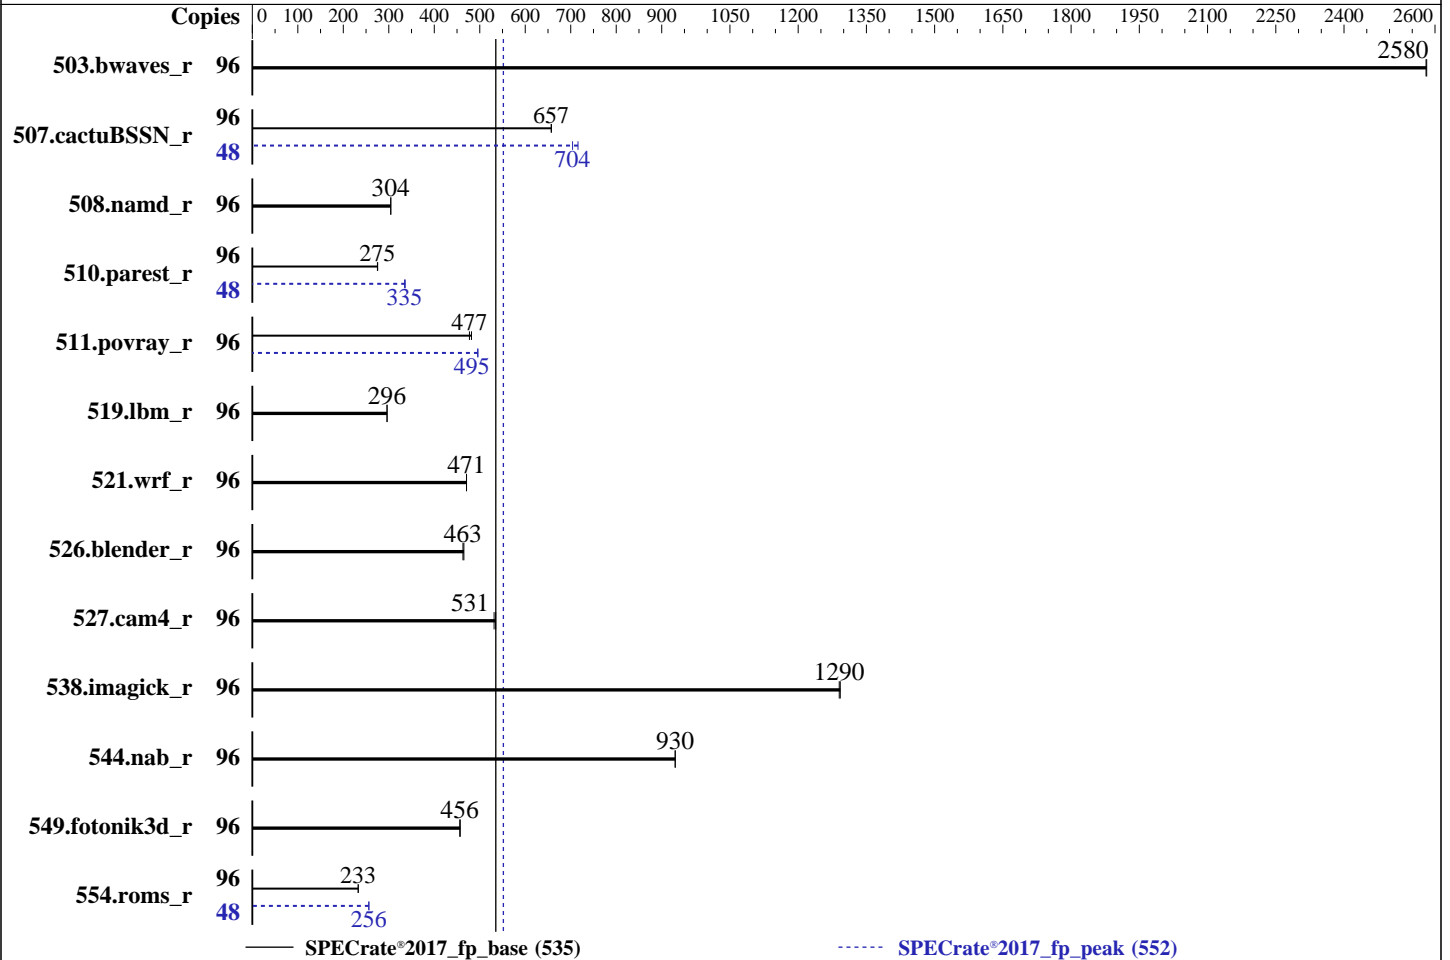 Copies 0 100 200 300 400 500 600 700 800 900 1050 1200 1350 1500 1650 1800 1950 2100 2250 2400 2600
503.bwaves_r 96 2580
507.cactuBSSN_r 96 657
48 704
508.namd_r 96 304
510.parest_r 96 275
48 335
511.povray_r 96 477
495
519.lbm_r 96 296
521.wrf_r 96 471
526.blender_r 96 463
527.cam4_r 96 531
538.imagick_r 96 1290
544.nab_r 96 930
549.fotonik3d_r 96 456
554.roms_r 96 233
48 256
SPECrate®2017_fp_base (535) SPECrate®2017_fp_peak (552)